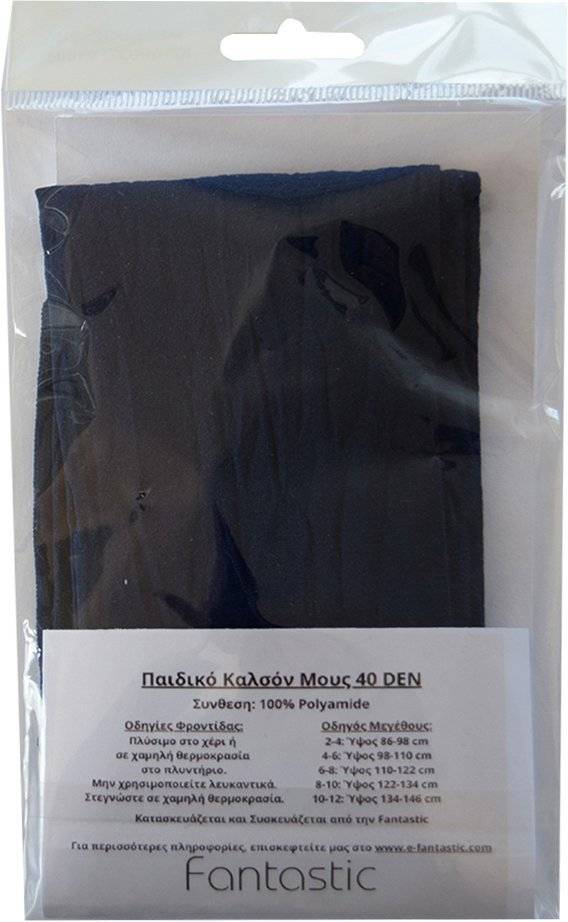 Παιδικό Καλσόν Μους 40 DEN
Συνθεση: 100% Polyamide
Οδηγίες Φροντίδας:
Πλύσιμο στο χέρι ή
σε χαμηλή θερμοκρασία
στο πλυντήριο.
Μην χρησιμοποιείτε λευκαντικά.
Στεγνώστε σε χαμηλή θερμοκρασία.
Οδηγός Μεγέθους:
2-4: Ύψος 86-98 cm
4-6: Ύψος 98-110 cm
6-8: Ύψος 110-122 cm
8-10: Ύψος 122-134 cm
10-12: Ύψος 134-146 cm
Κατασκευάζεται και Συσκευάζεται από την Fantastic
Για περισσότερες πληροφορίες, επισκεφτείτε μας στο www.e-fantastic.com
Fantastic